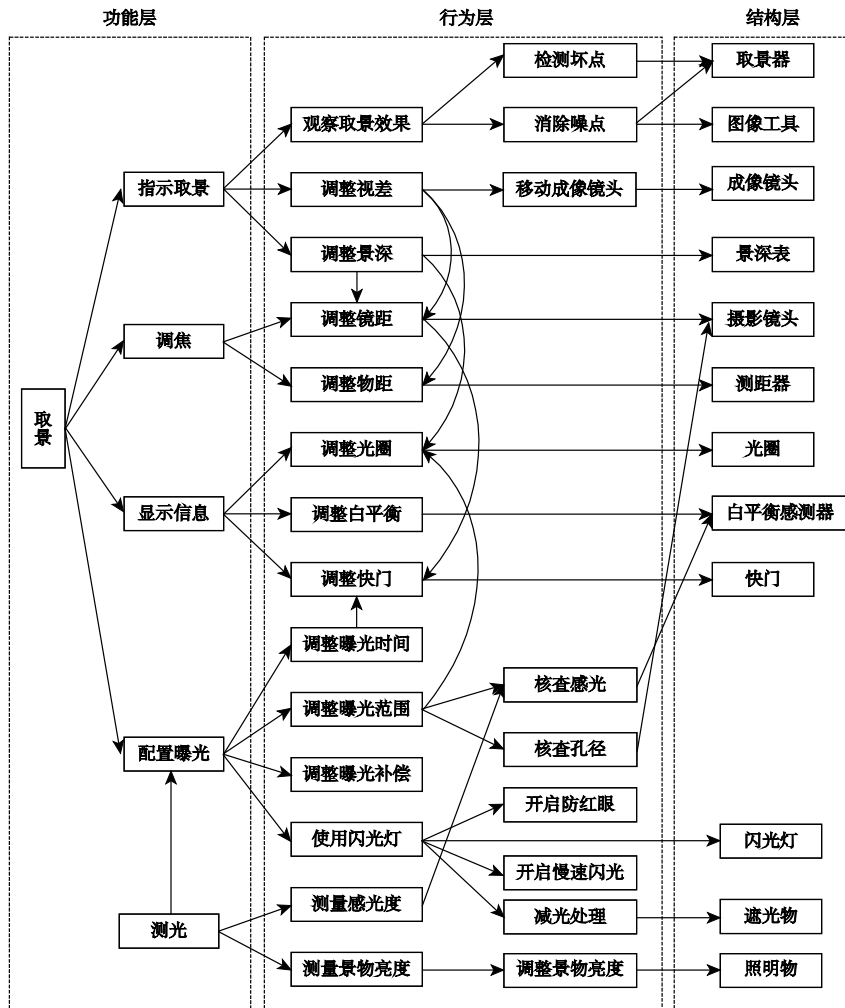 功能层
行为层
结构层
检测坏点
取景器
观察取景效果
消除噪点
图像工具
指示取景
调整视差
移动成像镜头
成像镜头
调整景深
景深表
调焦
调整镜距
摄影镜头
调整物距
测距器
取景
调整光圈
光圈
显示信息
调整白平衡
白平衡感测器
调整快门
快门
调整曝光时间
核查感光
调整曝光范围
配置曝光
核查孔径
调整曝光补偿
开启防红眼
使用闪光灯
闪光灯
开启慢速闪光
测量感光度
减光处理
遮光物
测光
测量景物亮度
调整景物亮度
照明物